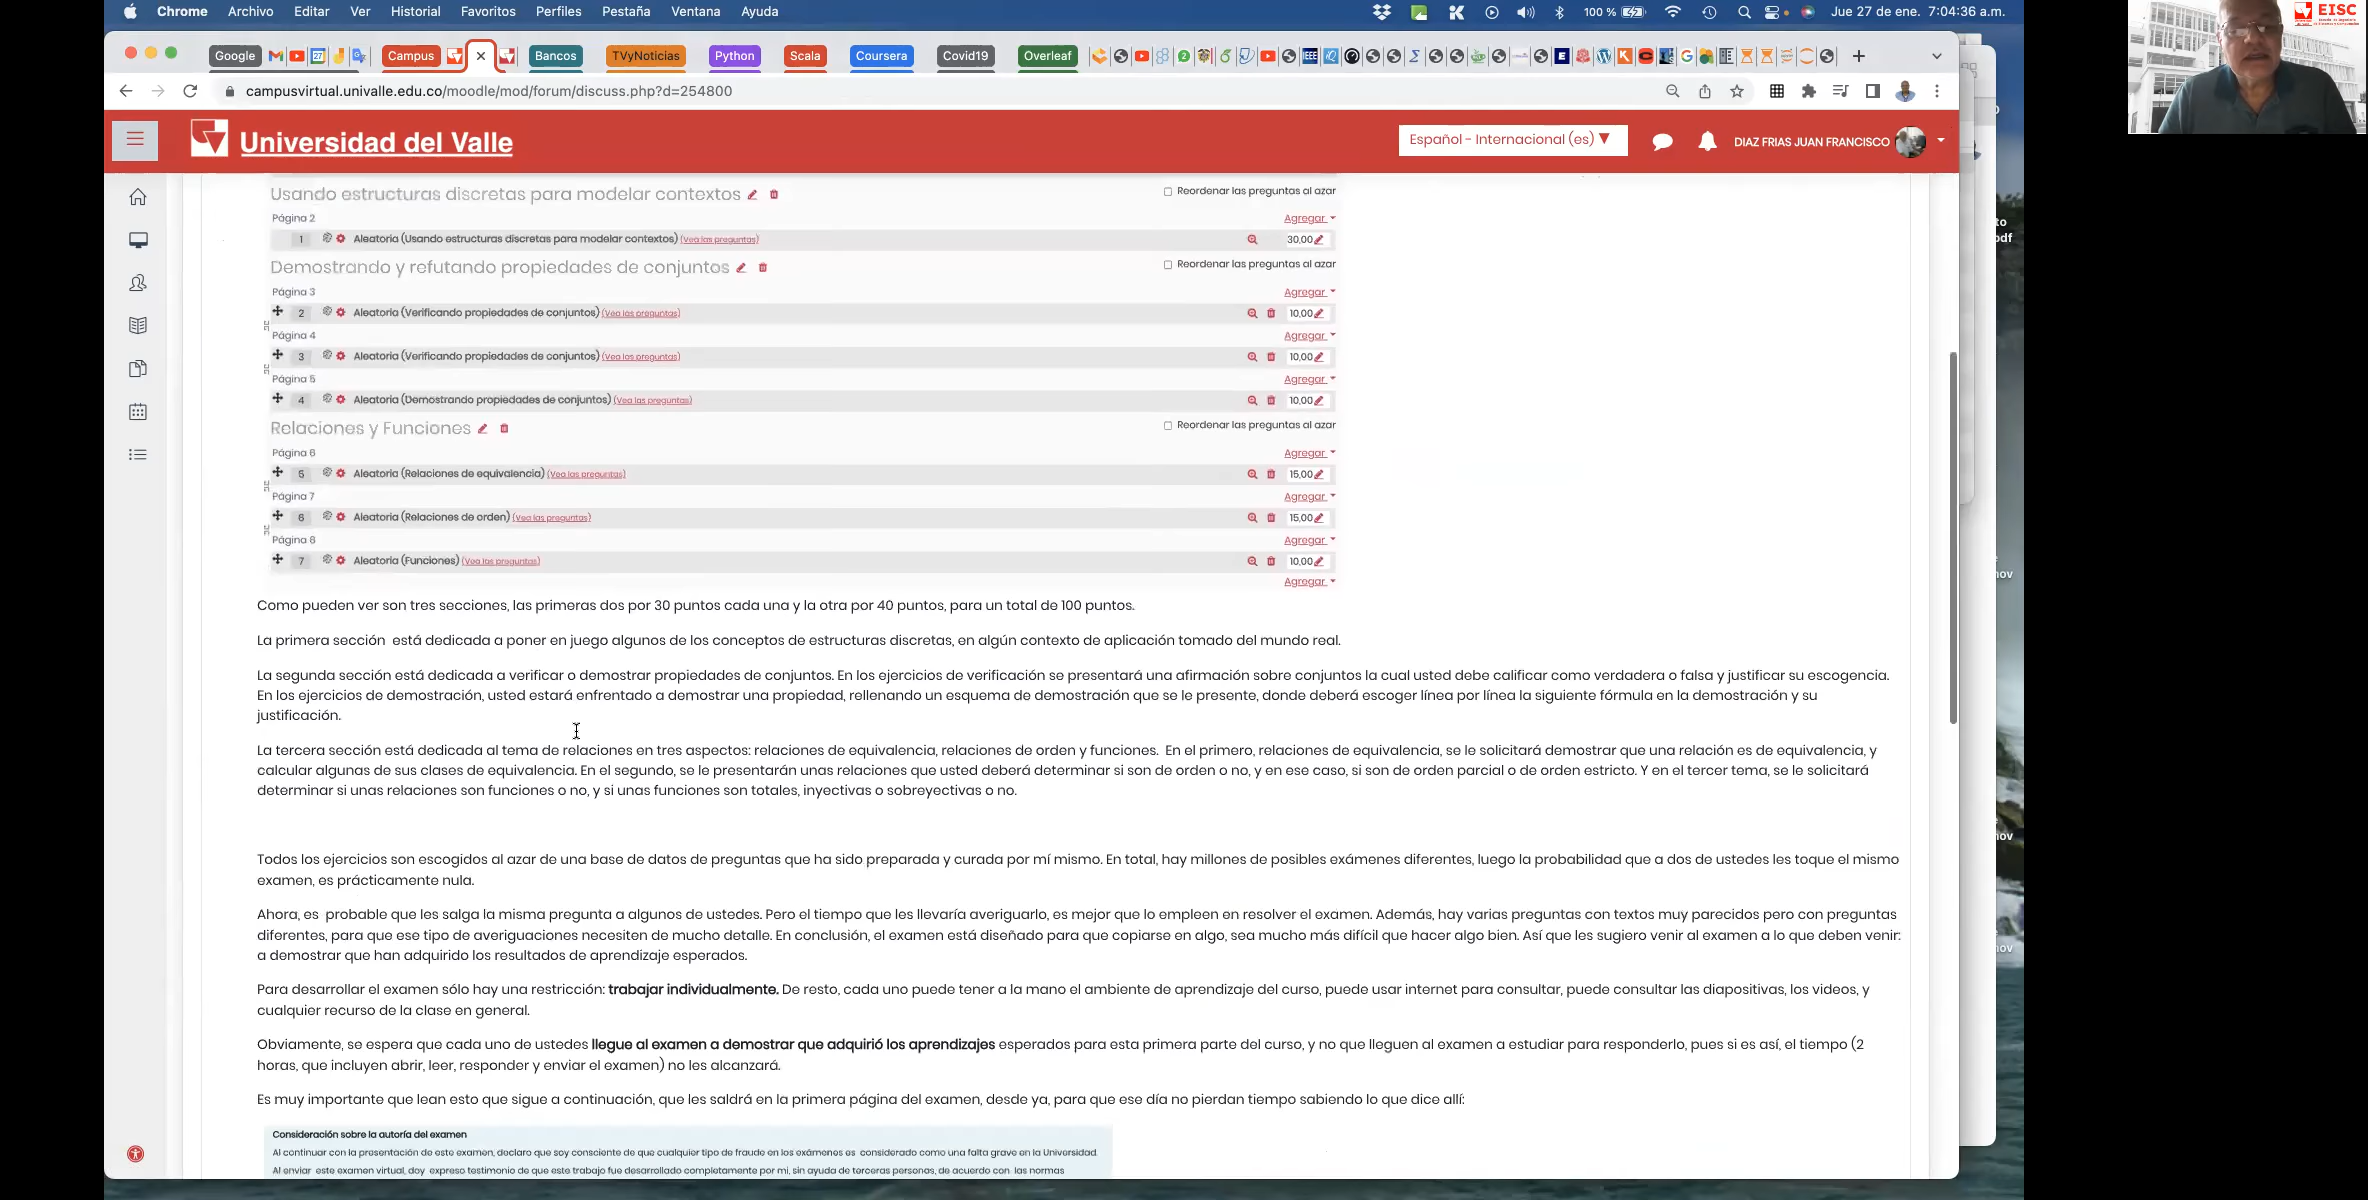 Chrome Archivo Editar Ver Historial Favoritos Perfiles Pestaña Ventana Ayuda 100 % Jue 27 de ene. 7:04:36 a.m.
Google Campus Bancos TVyNoticias Python Scala Coursera Covid19 Overleaf
campusvirtual.univalle.edu.co/moodle/mod/forum/discuss.php?d=254800
EISC
Universidad del Valle Español - Internacional (es) ▼ DIAZ FRIAS JUAN FRANCISCO
Usando estructuras discretas para modelar contextos Reordenar las preguntas al azar
Página 2 Agregar
1 Aleatoria (Usando estructuras discretas para modelar contextos) (Vea las preguntas) 30,00
Demostrando y refutando propiedades de conjuntos Reordenar las preguntas al azar
Página 3 Agregar
2 Aleatoria (Verificando propiedades de conjuntos) (Vea las preguntas) 10,00
Página 4 Agregar
3 Aleatoria (Verificando propiedades de conjuntos) (Vea las preguntas) 10,00
Página 5 Agregar
4 Aleatoria (Demostrando propiedades de conjuntos) (Vea las preguntas) 10,00
Relaciones y Funciones Reordenar las preguntas al azar
Página 6 Agregar
5 Aleatoria (Relaciones de equivalencia) (Vea las preguntas) 15,00
Página 7 Agregar
6 Aleatoria (Relaciones de orden) (Vea las preguntas) 15,00
Página 8 Agregar
7 Aleatoria (Funciones) (Vea las preguntas) 10,00
Agregar
Como pueden ver son tres secciones, las primeras dos por 30 puntos cada una y la otra por 40 puntos, para un total de 100 puntos.
La primera sección está dedicada a poner en juego algunos de los conceptos de estructuras discretas, en algún contexto de aplicación tomado del mundo real.
La segunda sección está dedicada a verificar o demostrar propiedades de conjuntos. En los ejercicios de verificación se presentará una afirmación sobre conjuntos la cual usted debe calificar como verdadera o falsa y justificar su escogencia.
En los ejercicios de demostración, usted estará enfrentado a demostrar una propiedad, rellenando un esquema de demostración que se le presente, donde deberá escoger línea por línea la siguiente fórmula en la demostración y su
justificación.
La tercera sección está dedicada al tema de relaciones en tres aspectos: relaciones de equivalencia, relaciones de orden y funciones. En el primero, relaciones de equivalencia, se le solicitará demostrar que una relación es de equivalencia, y
calcular algunas de sus clases de equivalencia. En el segundo, se le presentarán unas relaciones que usted deberá determinar si son de orden o no, y en ese caso, si son de orden parcial o de orden estricto. Y en el tercer tema, se le solicitará
determinar si unas relaciones son funciones o no, y si unas funciones son totales, inyectivas o sobreyectivas o no.
Todos los ejercicios son escogidos al azar de una base de datos de preguntas que ha sido preparada y curada por mí mismo. En total, hay millones de posibles exámenes diferentes, luego la probabilidad que a dos de ustedes les toque el mismo
examen, es prácticamente nula.
Ahora, es probable que les salga la misma pregunta a algunos de ustedes. Pero el tiempo que les llevaría averiguarlo, es mejor que lo empleen en resolver el examen. Además, hay varias preguntas con textos muy parecidos pero con preguntas
diferentes, para que ese tipo de averiguaciones necesiten de mucho detalle. En conclusión, el examen está diseñado para que copiarse en algo, sea mucho más difícil que hacer algo bien. Así que les sugiero venir al examen a lo que deben venir:
a demostrar que han adquirido los resultados de aprendizaje esperados.
Para desarrollar el examen sólo hay una restricción: trabajar individualmente. De resto, cada uno puede tener a la mano el ambiente de aprendizaje del curso, puede usar internet para consultar, puede consultar las diapositivas, los videos, y
cualquier recurso de la clase en general.
Obviamente, se espera que cada uno de ustedes llegue al examen a demostrar que adquirió los aprendizajes esperados para esta primera parte del curso, y no que lleguen al examen a estudiar para responderlo, pues si es así, el tiempo (2
horas, que incluyen abrir, leer, responder y enviar el examen) no les alcanzará.
Es muy importante que lean esto que sigue a continuación, que les saldrá en la primera página del examen, desde ya, para que ese día no pierdan tiempo sabiendo lo que dice allí:
Consideración sobre la autoría del examen
Al continuar con la presentación de este examen, declaro que soy consciente de que cualquier tipo de fraude en los exámenes es considerado como una falta grave en la Universidad.
Al enviar este examen virtual, doy expreso testimonio de que este trabajo fue desarrollado completamente por mi, sin ayuda de terceras personas, de acuerdo con las normas